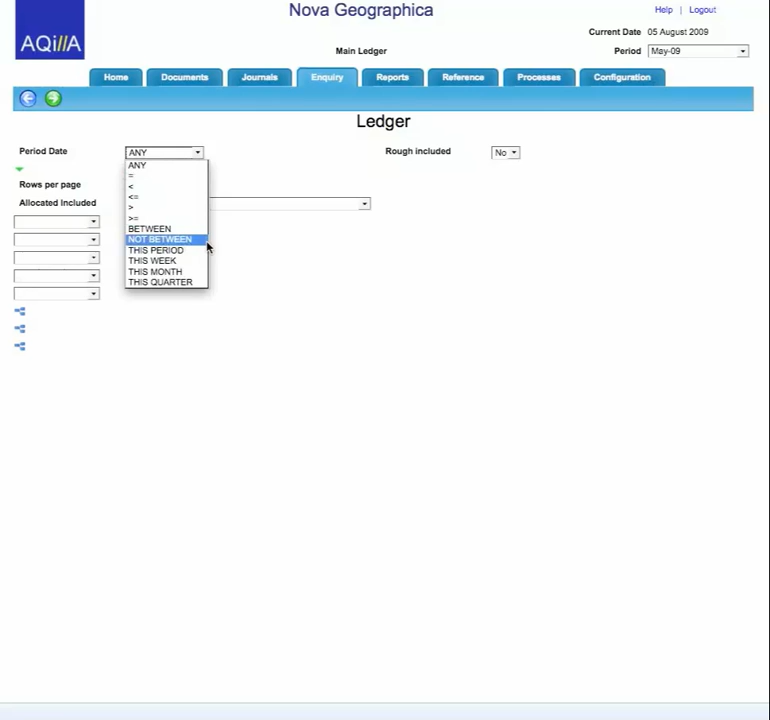 Nova Geographica
Help | Logout
AQillA
Current Date 05 August 2009
Main Ledger
Period May-09
Home Documents Journals Enquiry Reports Reference Processes Configuration
Ledger
Period Date ANY Rough included No
ANY
=
<
<=
>
>=
BETWEEN
NOT BETWEEN
THIS PERIOD
THIS WEEK
THIS MONTH
THIS QUARTER
Rows per page
Allocated Included